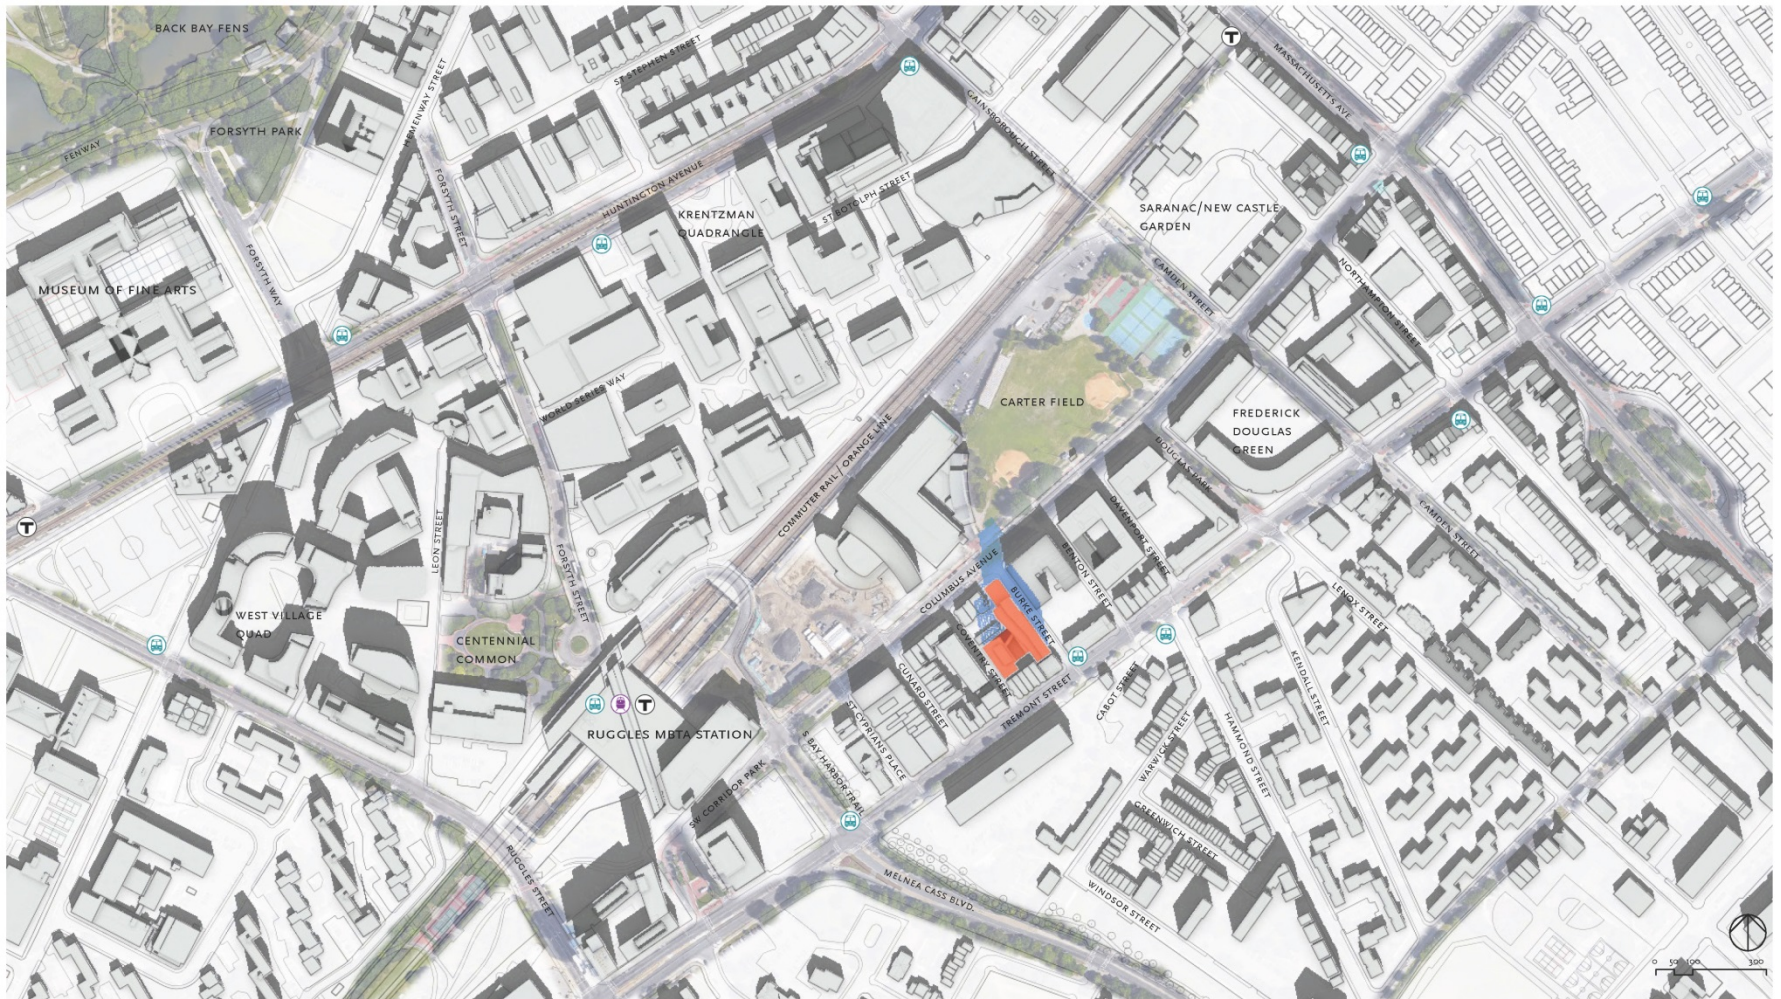 BACK BAY FENS
FORSYTH PARK
FENWAY
HEMENWAY STREET
ST STEPHEN STREET
GAINSBOROUGH STREET
MASSACHUSETTS AVE
T
FORSYTH STREET
HUNTINGTON AVENUE
ST BOTOLPH STREET
KRENTZMAN
QUADRANGLE
SARANAC/NEW CASTLE
GARDEN
FORSYTH WAY
MUSEUM OF FINE ARTS
CAMDEN STREET
NORTHAMPTON STREET
WORLD SERIES WAY
CARTER FIELD
FREDERICK
DOUGLAS
GREEN
COMMUTER RAIL / ORANGE LINE
DOUGLAS PARK
DAVENPORT STREET
CAMDEN STREET
T
LEON STREET
FORSYTH STREET
COLUMBUS AVENUE
BENTON STREET
BURKE STREET
COVENTRY STREET
LENOX STREET
WEST VILLAGE
QUAD
CENTENNIAL
COMMON
CUNARD STREET
TREMONT STREET
CABOT STREET
KENDALL STREET
T
RUGGLES MBTA STATION
ST CYPRIANS PLACE
S BAY HARBOR TRAIL
WARWICK STREET
HAMMOND STREET
SW CORRIDOR PARK
GREENWICH STREET
RUGGLES STREET
MELNEA CASS BLVD.
WINDSOR STREET
0 50 100 300